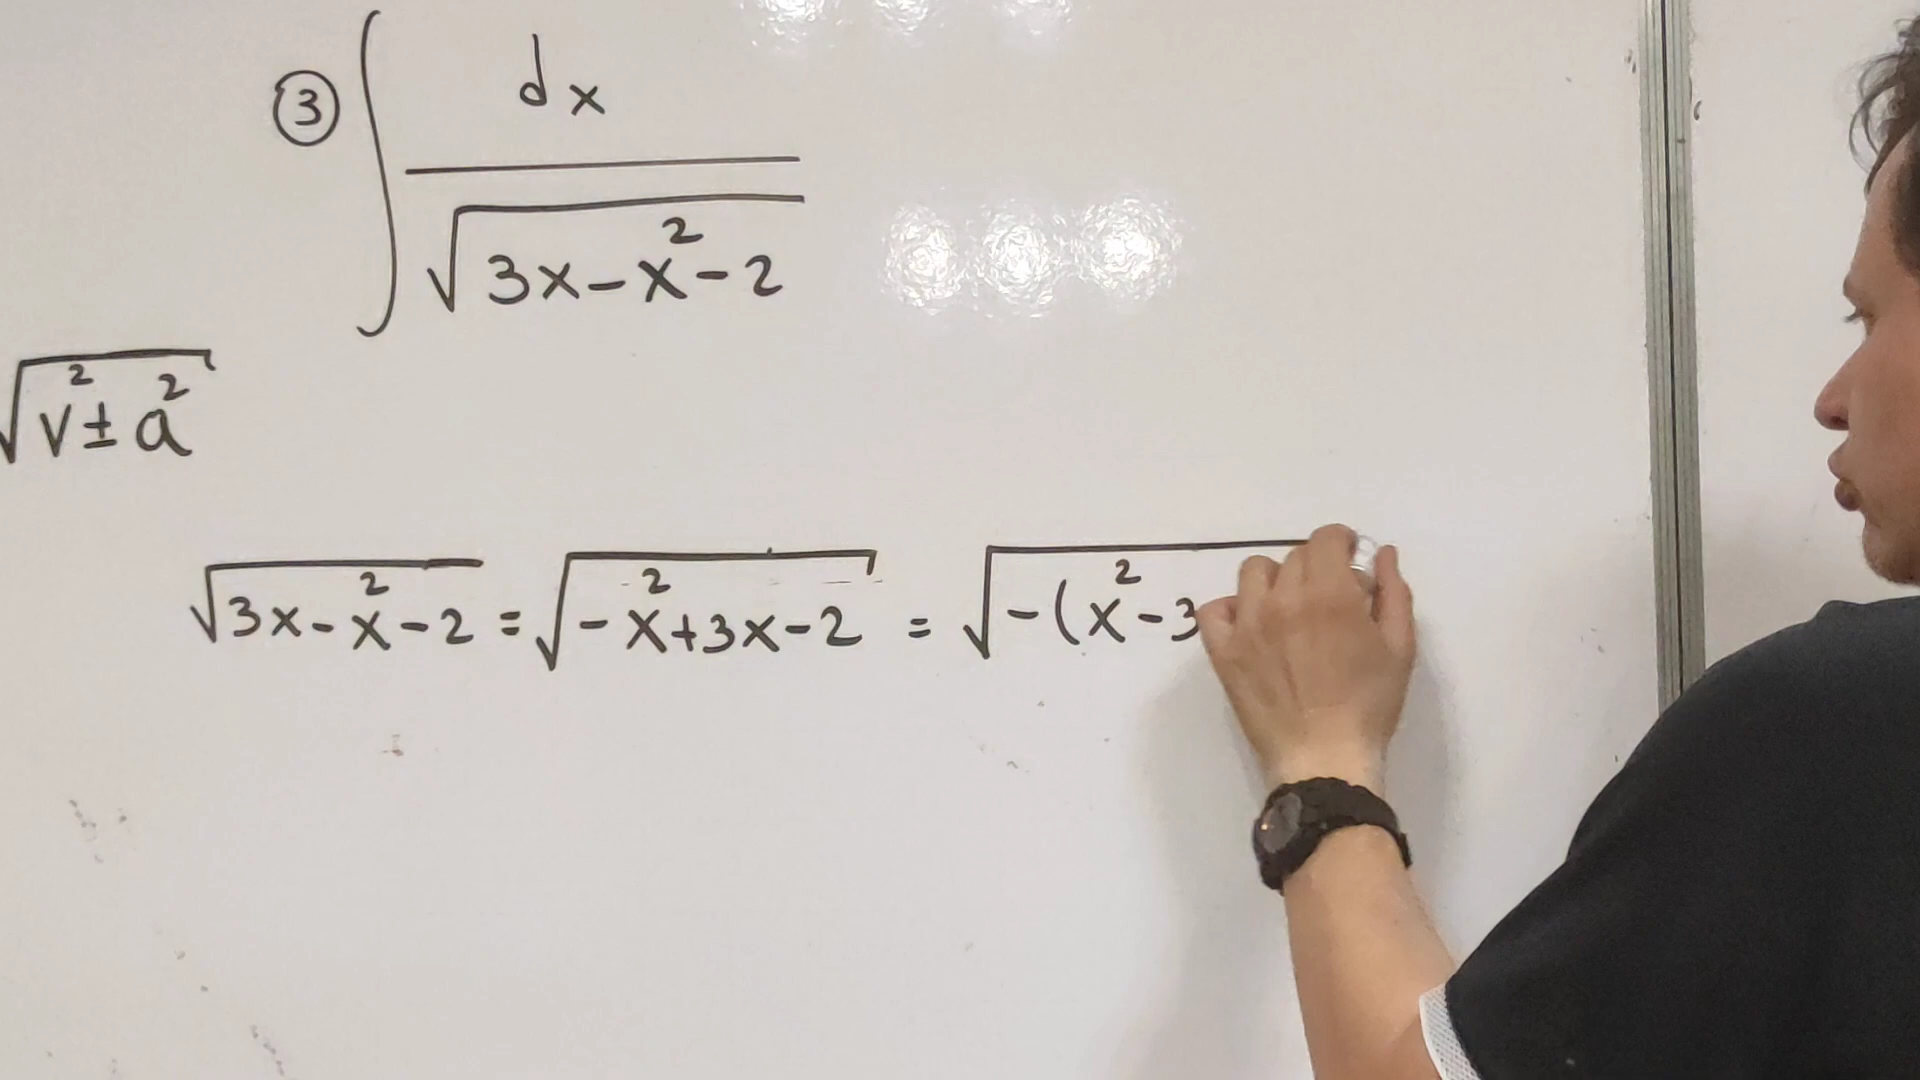 ③ ∫ dx / √(3x-x²-2)
√(v²±a²)
√(3x-x²-2) = √(-x²+3x-2) = √(-(x²-3